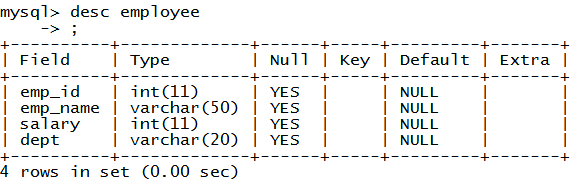 mysql> desc employee
    -> ;
+----------+-------------+------+-----+---------+-------+
| Field    | Type        | Null | Key | Default | Extra |
+----------+-------------+------+-----+---------+-------+
| emp_id   | int(11)     | YES  |     | NULL    |       |
| emp_name | varchar(50) | YES  |     | NULL    |       |
| salary   | int(11)     | YES  |     | NULL    |       |
| dept     | varchar(20) | YES  |     | NULL    |       |
+----------+-------------+------+-----+---------+-------+
4 rows in set (0.00 sec)